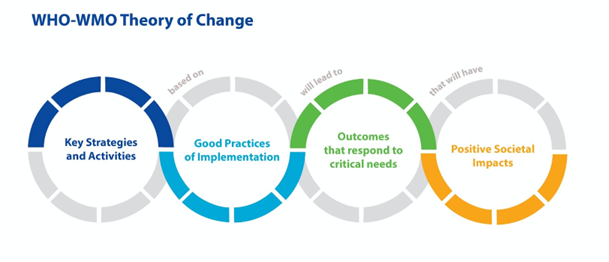 WHO-WMO Theory of Change
Key Strategies
and Activities
based on
Good Practices
of Implementation
will lead to
Outcomes
that respond to
critical needs
that will have
Positive Societal
Impacts